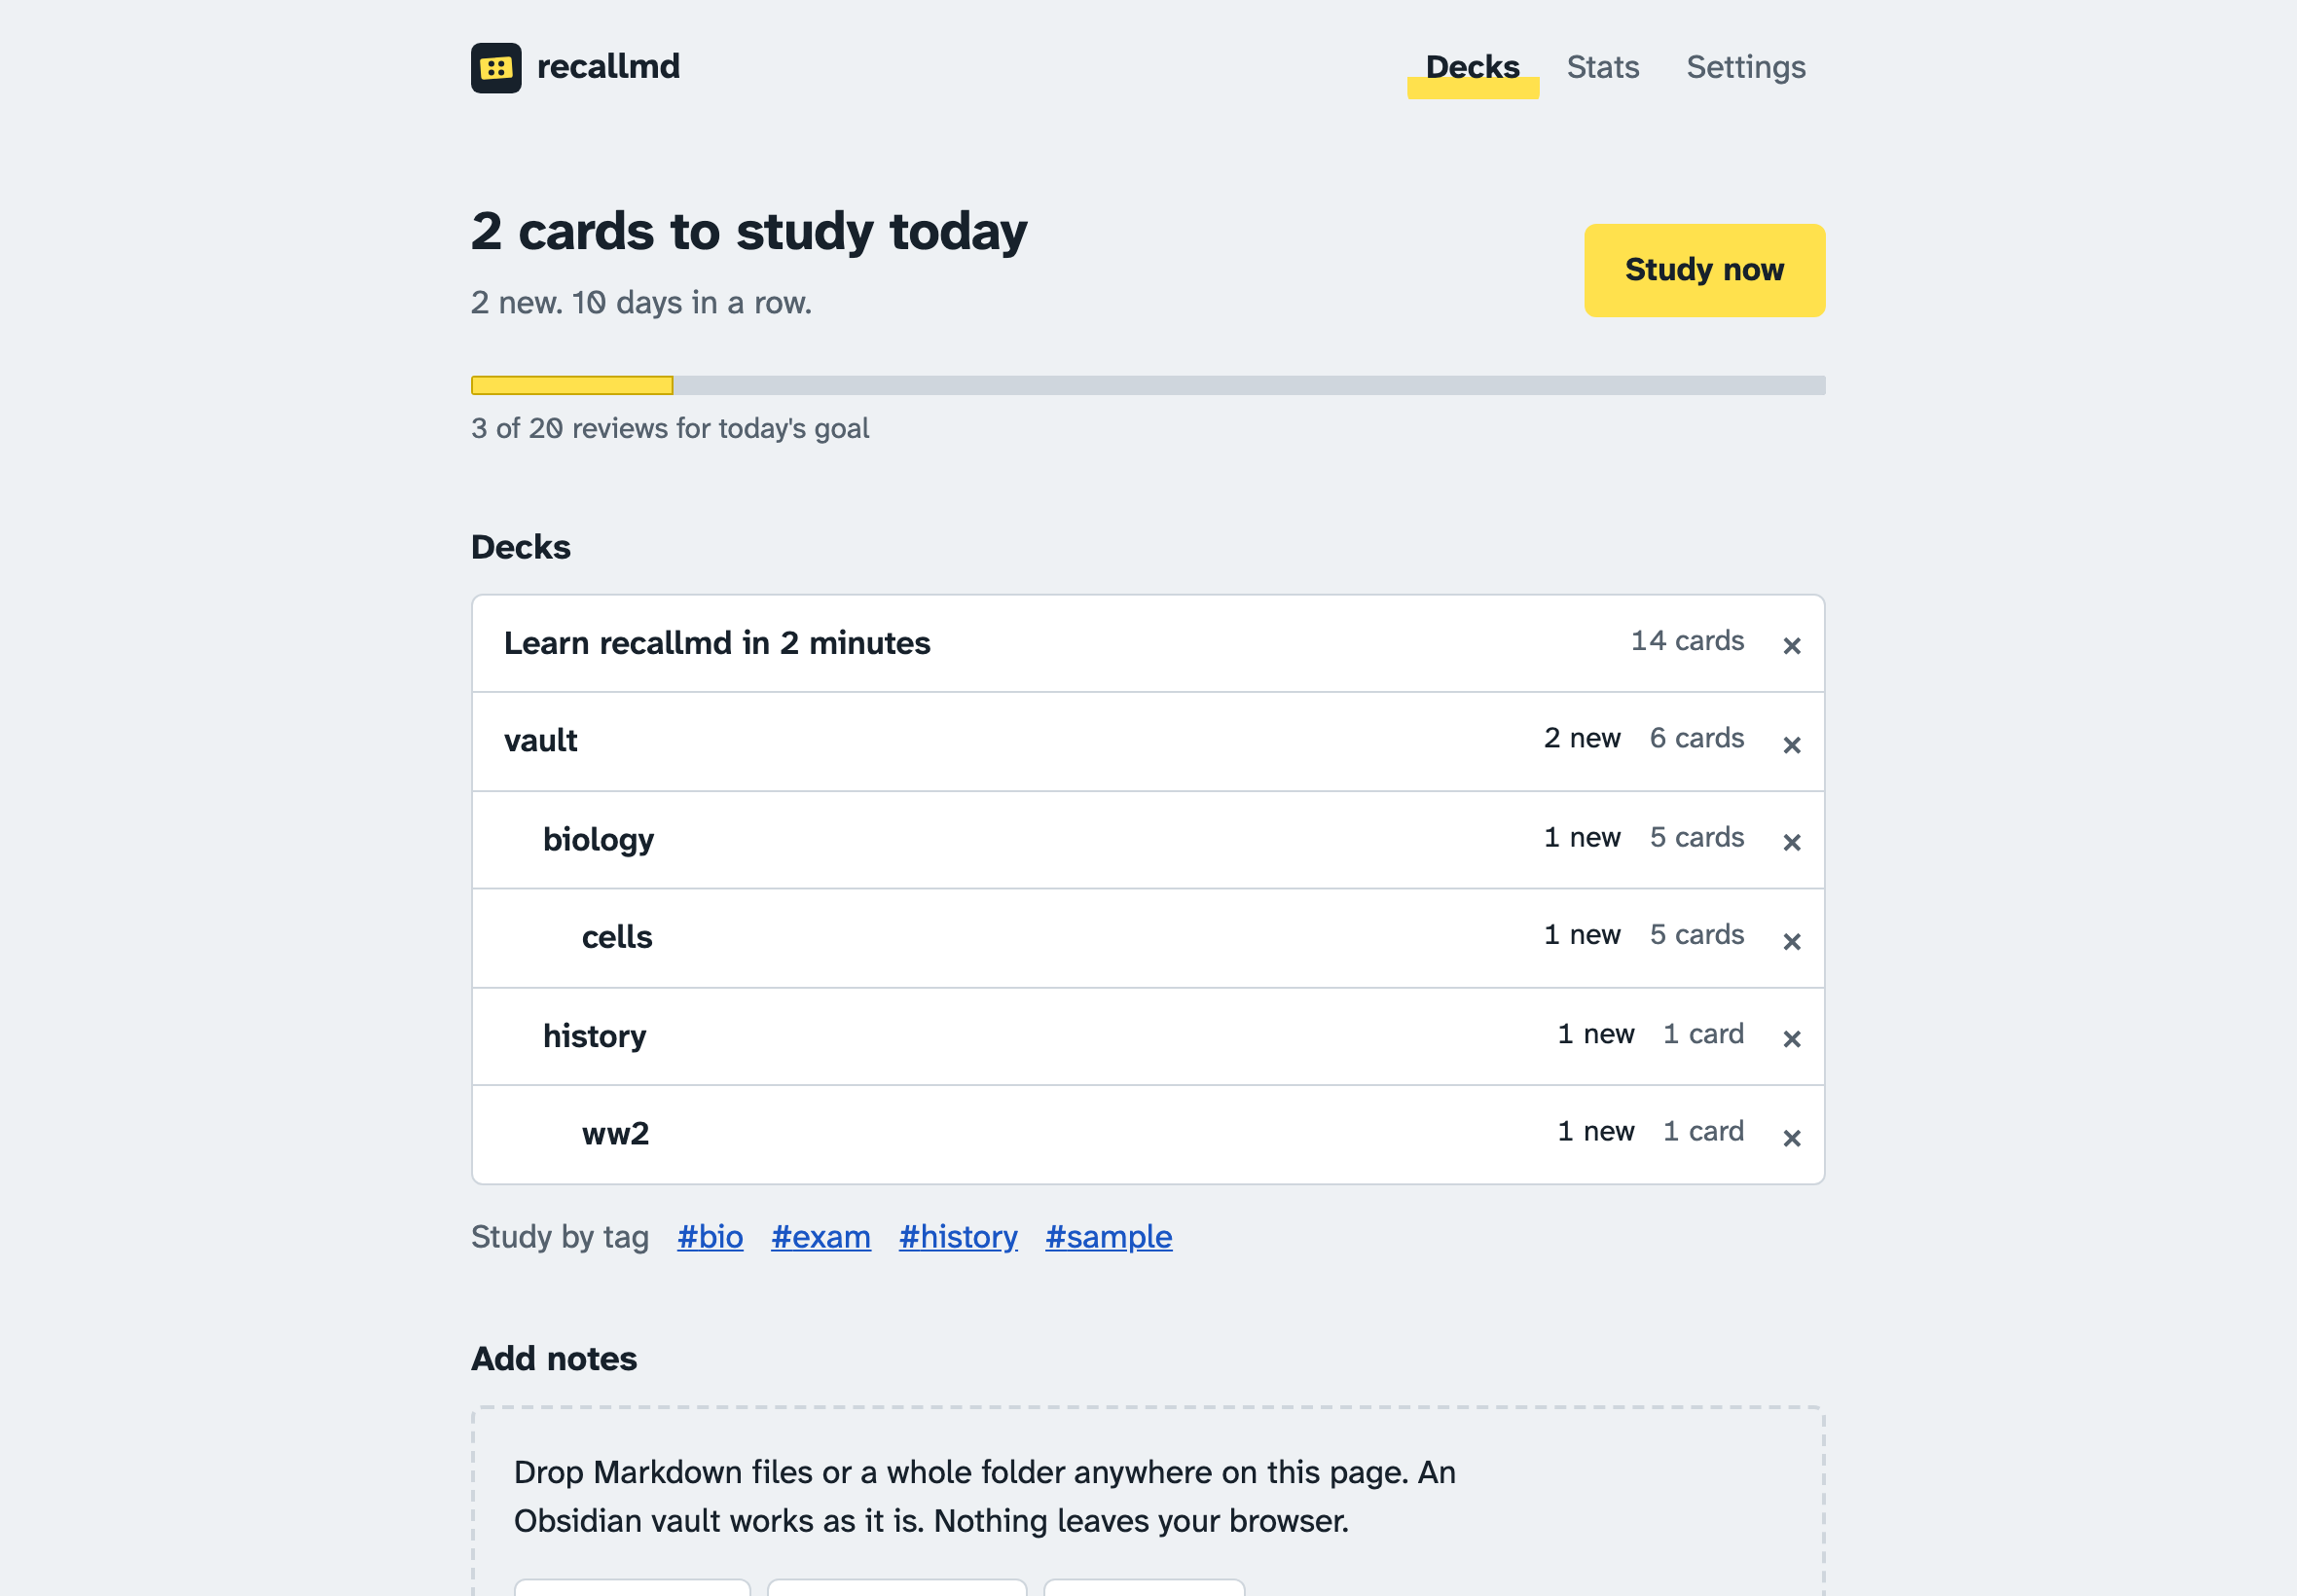 recallmd
Decks Stats Settings
2 cards to study today
2 new. 10 days in a row.
Study now
3 of 20 reviews for today's goal
Decks
Learn recallmd in 2 minutes 14 cards ×
vault 2 new 6 cards ×
biology 1 new 5 cards ×
cells 1 new 5 cards ×
history 1 new 1 card ×
ww2 1 new 1 card ×
Study by tag #bio #exam #history #sample
Add notes
Drop Markdown files or a whole folder anywhere on this page. An
Obsidian vault works as it is. Nothing leaves your browser.